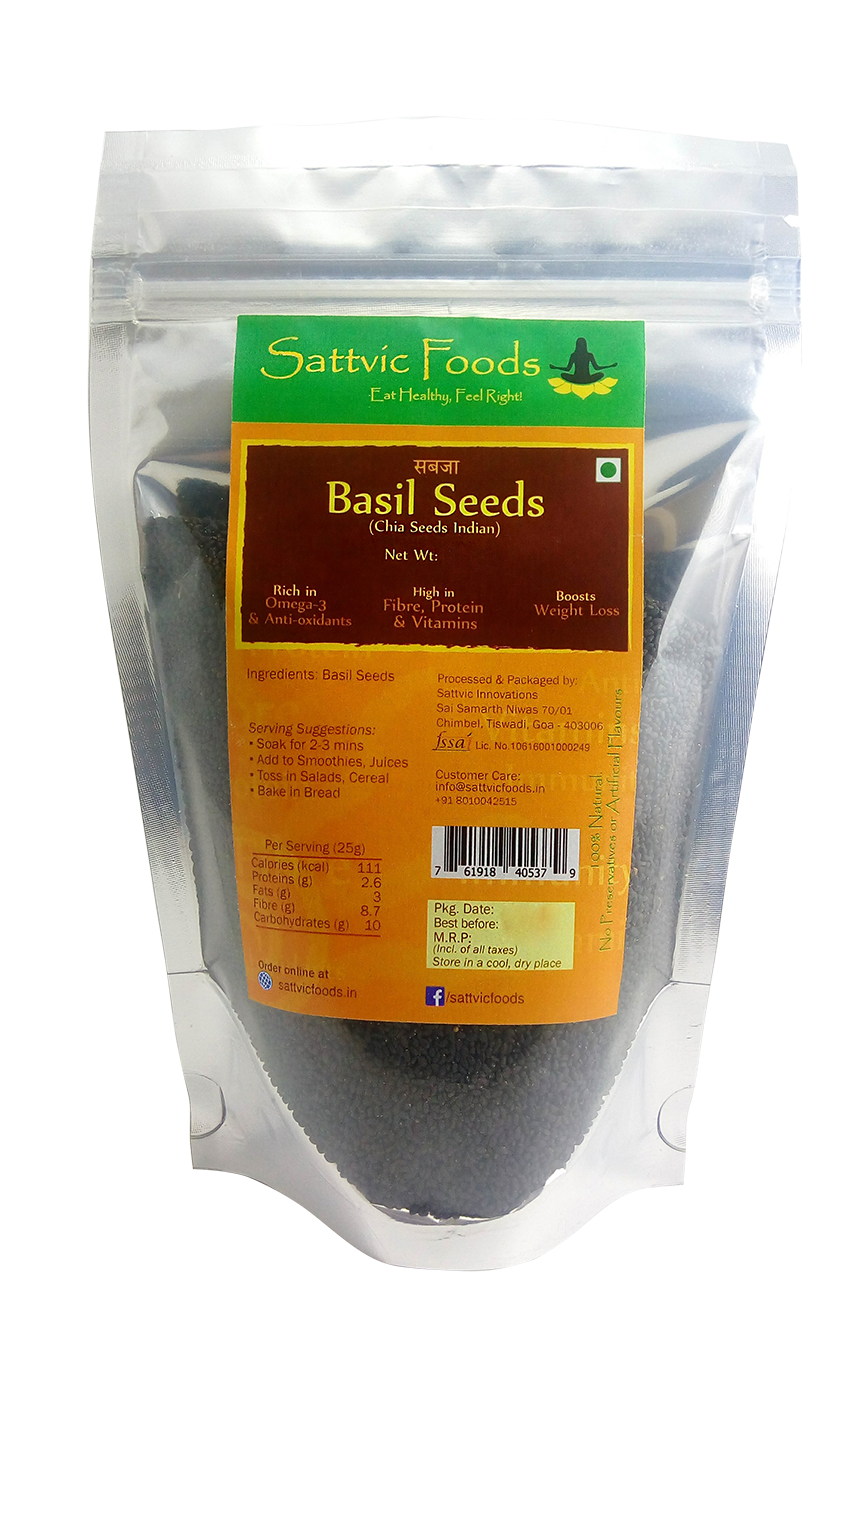 Sattvic Foods
Eat Healthy, Feel Right!
सबजा
Basil Seeds
(Chia Seeds Indian)
Net Wt:
Rich in
Omega-3
& Anti-oxidants
High in
Fibre, Protein
& Vitamins
Boosts
Weight Loss
Ingredients: Basil Seeds
Serving Suggestions:
• Soak for 2-3 mins
• Add to Smoothies, Juices
• Toss in Salads, Cereal
• Bake in Bread
Per Serving (25g)
Calories (kcal) 111
Proteins (g) 2.6
Fats (g) 3
Fibre (g) 8.7
Carbohydrates (g) 10
Order online at
sattvicfoods.in
Processed & Packaged by:
Sattvic Innovations
Sai Samarth Niwas 70/01
Chimbel, Tiswadi, Goa - 403006
fssai Lic. No.10616001000249
Customer Care:
info@sattvicfoods.in
+91 8010042515
7 61918 40537 9
Pkg. Date:
Best before:
M.R.P:
(Incl. of all taxes)
Store in a cool, dry place
f/sattvicfoods
100% Natural
No Preservatives or Artificial Flavours